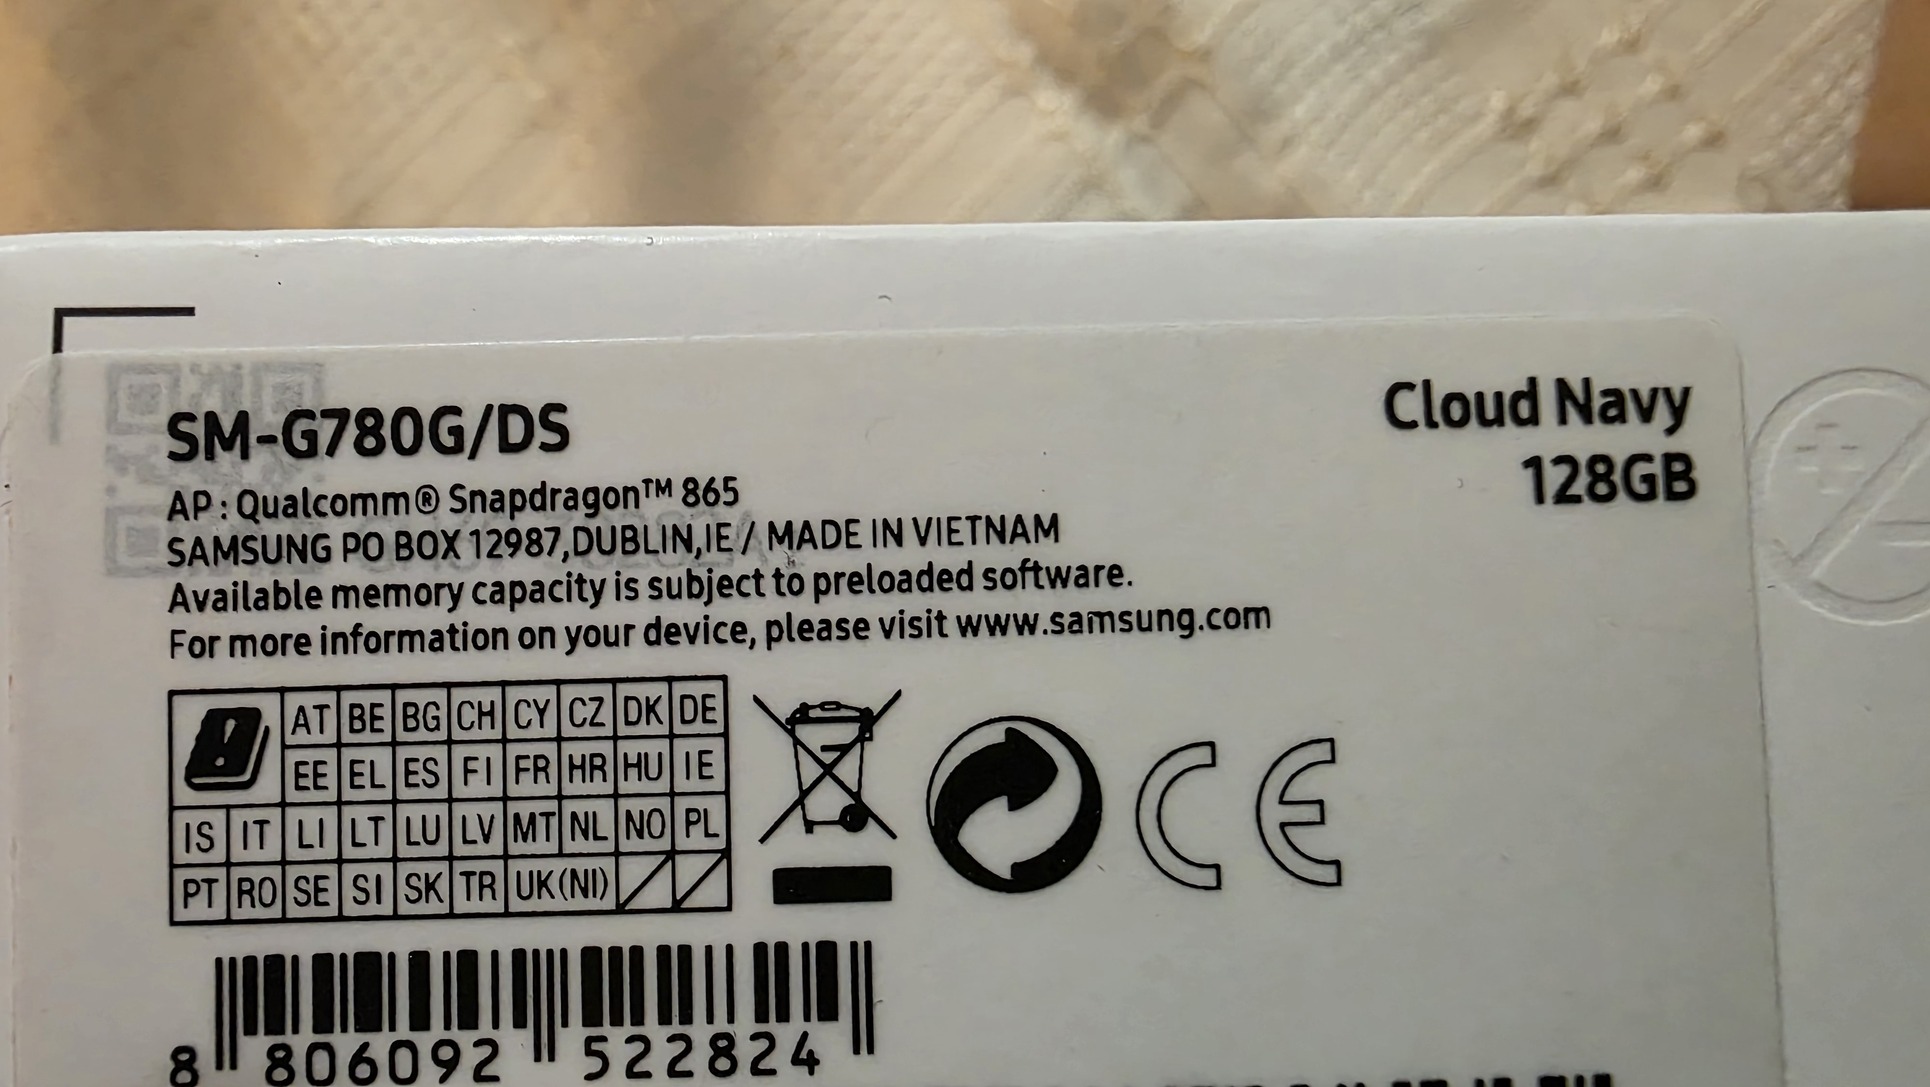 SM-G780G/DS
Cloud Navy
128GB
AP : Qualcomm® Snapdragon™ 865
SAMSUNG PO BOX 12987,DUBLIN,IE / MADE IN VIETNAM
Available memory capacity is subject to preloaded software.
For more information on your device, please visit www.samsung.com
AT BE BG CH CY CZ DK DE
EE EL ES FI FR HR HU IE
IS IT LI LT LU LV MT NL NO PL
PT RO SE SI SK TR UK(NI)
CE
8 806092 522824